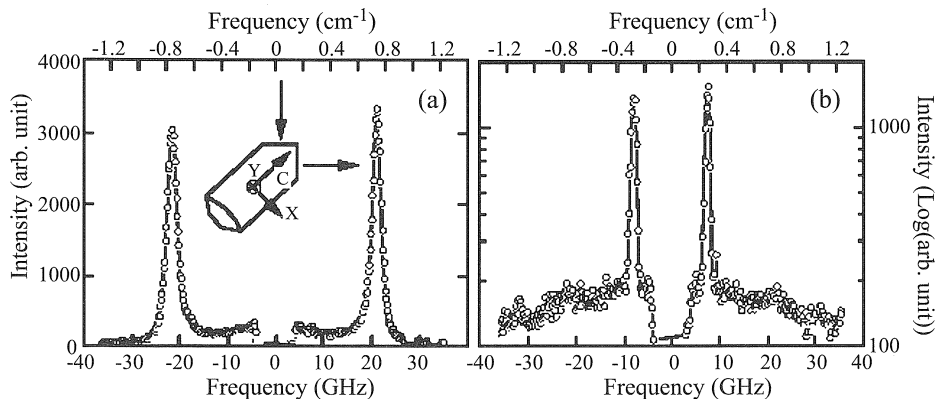 Frequency (cm-1)
-1.2 -0.8 -0.4 0 0.4 0.8 1.2
4000
3000
2000
1000
0
Intensity (arb. unit)
(a)
Y
C
X
-40 -30 -20 -10 0 10 20 30 40
Frequency (GHz)
Frequency (cm-1)
-1.2 -0.8 -0.4 0 0.4 0.8 1.2
(b)
1000
100
Intensity (Log(arb. unit))
-40 -30 -20 -10 0 10 20 30 40
Frequency (GHz)